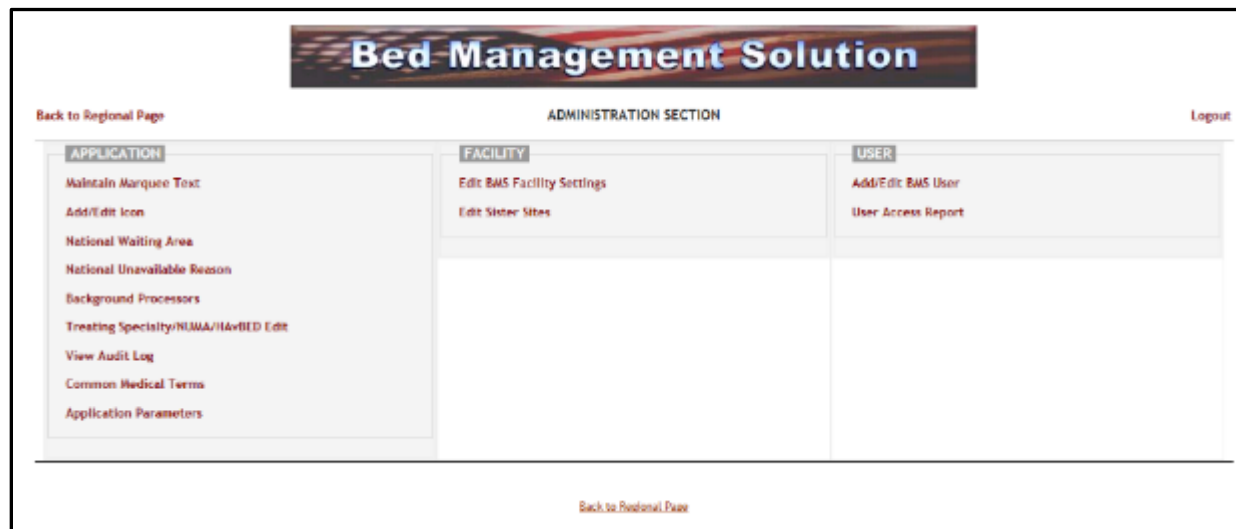 Bed Management Solution
Back to Regional Page
ADMINISTRATION SECTION
Logout
APPLICATION
Maintain Marquee Text
Add/Edit Icon
National Waiting Area
National Unavailable Reason
Background Processors
Treating Specialty/NUMA/HAvBED Edit
View Audit Log
Common Medical Terms
Application Parameters
FACILITY
Edit BMS Facility Settings
Edit Sister Sites
USER
Add/Edit BMS User
User Access Report
Back to Regional Page